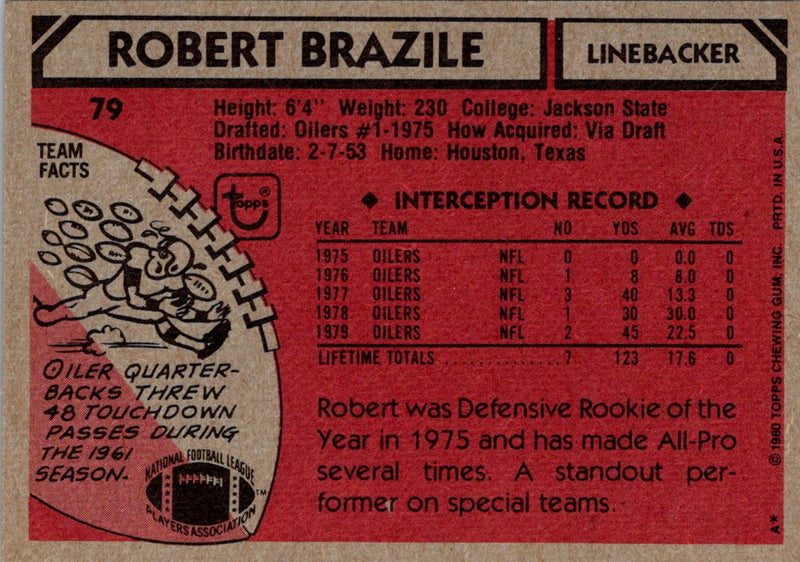 ROBERT BRAZILE
LINEBACKER
79
Height: 6'4" Weight: 230 College: Jackson State
Drafted: Oilers #1-1975 How Acquired: Via Draft
Birthdate: 2-7-53 Home: Houston, Texas
TEAM
FACTS
topps ®
◆ INTERCEPTION RECORD ◆
YEAR TEAM NO YDS AVG TDS
1975 OILERS NFL 0 0 0.0 0
1976 OILERS NFL 1 8 8.0 0
1977 OILERS NFL 3 40 13.3 0
1978 OILERS NFL 1 30 30.0 0
1979 OILERS NFL 2 45 22.5 0
LIFETIME TOTALS .............. 7 123 17.6 0
OILER QUARTER-
BACKS THREW
48 TOUCHDOWN
PASSES DURING
THE 1961
SEASON.
NATIONAL FOOTBALL LEAGUE
PLAYERS ASSOCIATION
™
Robert was Defensive Rookie of the
Year in 1975 and has made All-Pro
several times. A standout per-
former on special teams.
© 1980 TOPPS CHEWING GUM, INC. PRTD. IN U.S.A.
A*